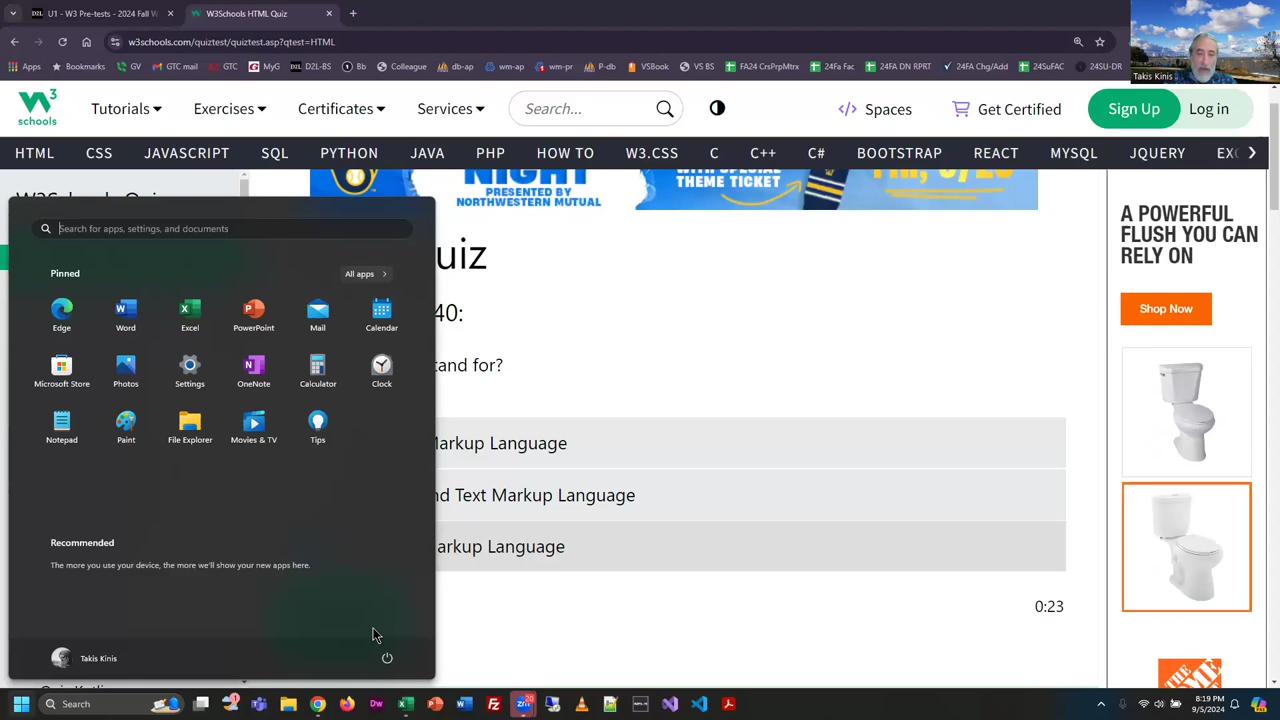 U1 - W3 Pre-tests - 2024 Fall W
W3Schools HTML Quiz
w3schools.com/quiztest/quiztest.asp?qtest=HTML
Apps
Bookmarks
GV
GTC mail
GTC
MyG
D2L-BS
Bb
Colleague
am-db
wm-ap
xm-pr
P-db
VSBook
VS BS
FA24 CrsPrpMtrx
24Fa Fac
24FA DN RPRT
24FA Chg/Add
24SuFAC
24SU-DR
Takis Kinis
schools
Tutorials
Exercises
Certificates
Services
Search...
Spaces
Get Certified
Sign Up
Log in
HTML CSS JAVASCRIPT SQL PYTHON JAVA PHP HOW TO W3.CSS C C++ C# BOOTSTRAP REACT MYSQL JQUERY
NIGHT
PRESENTED BY
NORTHWESTERN MUTUAL
WITH SPECIAL
THEME TICKET
Search for apps, settings, and documents
Pinned
All apps
Edge Word Excel PowerPoint Mail Calendar
Microsoft Store Photos Settings OneNote Calculator Clock
Notepad Paint File Explorer Movies & TV Tips
Recommended
The more you use your device, the more we'll show your new apps here.
Takis Kinis
uiz
40:
tand for?
Markup Language
nd Text Markup Language
arkup Language
0:23
A POWERFUL
FLUSH YOU CAN
RELY ON
Shop Now
Search
8:19 PM
9/5/2024